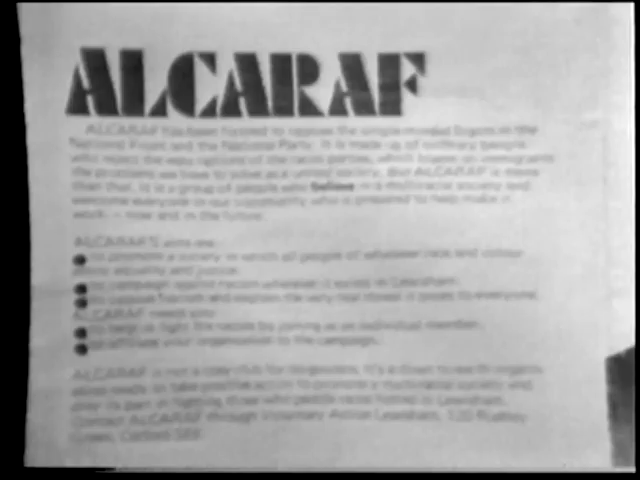 ALCARAF
ALCARAF has been formed to oppose the simple-minded bigots in the
National Front and the National Party. It is made up of ordinary people
who reject the easy options of the racist parties, which blame on immigrants
the problems we have to solve as a united society. But ALCARAF is more
than that. It is a group of people who believe in a multiracial society and
welcome everyone in our community who is prepared to help make it
work — now and in the future.
ALCARAF'S aims are:
to promote a society in which all people of whatever race and colour
enjoy equality and justice.
to campaign against racism wherever it exists in Lewisham.
to oppose fascism and explain the very real threat it poses to everyone.
ALCARAF needs you:
to help us fight the racists by joining as an individual member.
to affiliate your organisation to the campaign.
ALCARAF is not a cosy club for do-gooders. It's a down to earth organis-
ation ready to take positive action to promote a multiracial society and
play its part in fighting those who peddle race hatred in Lewisham.
Contact ALCARAF through Voluntary Action Lewisham, 120 Rushey
Green, Catford SE6